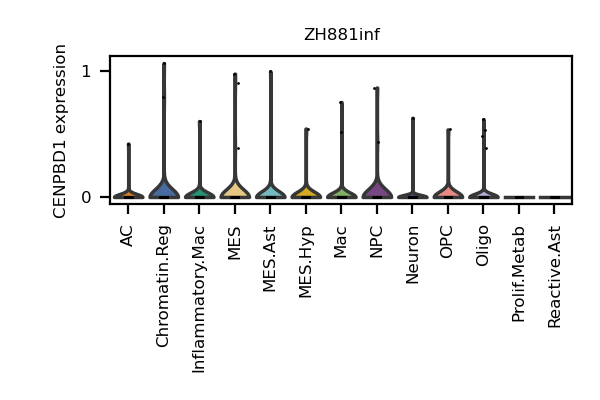 ZH881inf
CENPBD1 expression
1
0
AC
Chromatin.Reg
Inflammatory.Mac
MES
MES.Ast
MES.Hyp
Mac
NPC
Neuron
OPC
Oligo
Prolif.Metab
Reactive.Ast